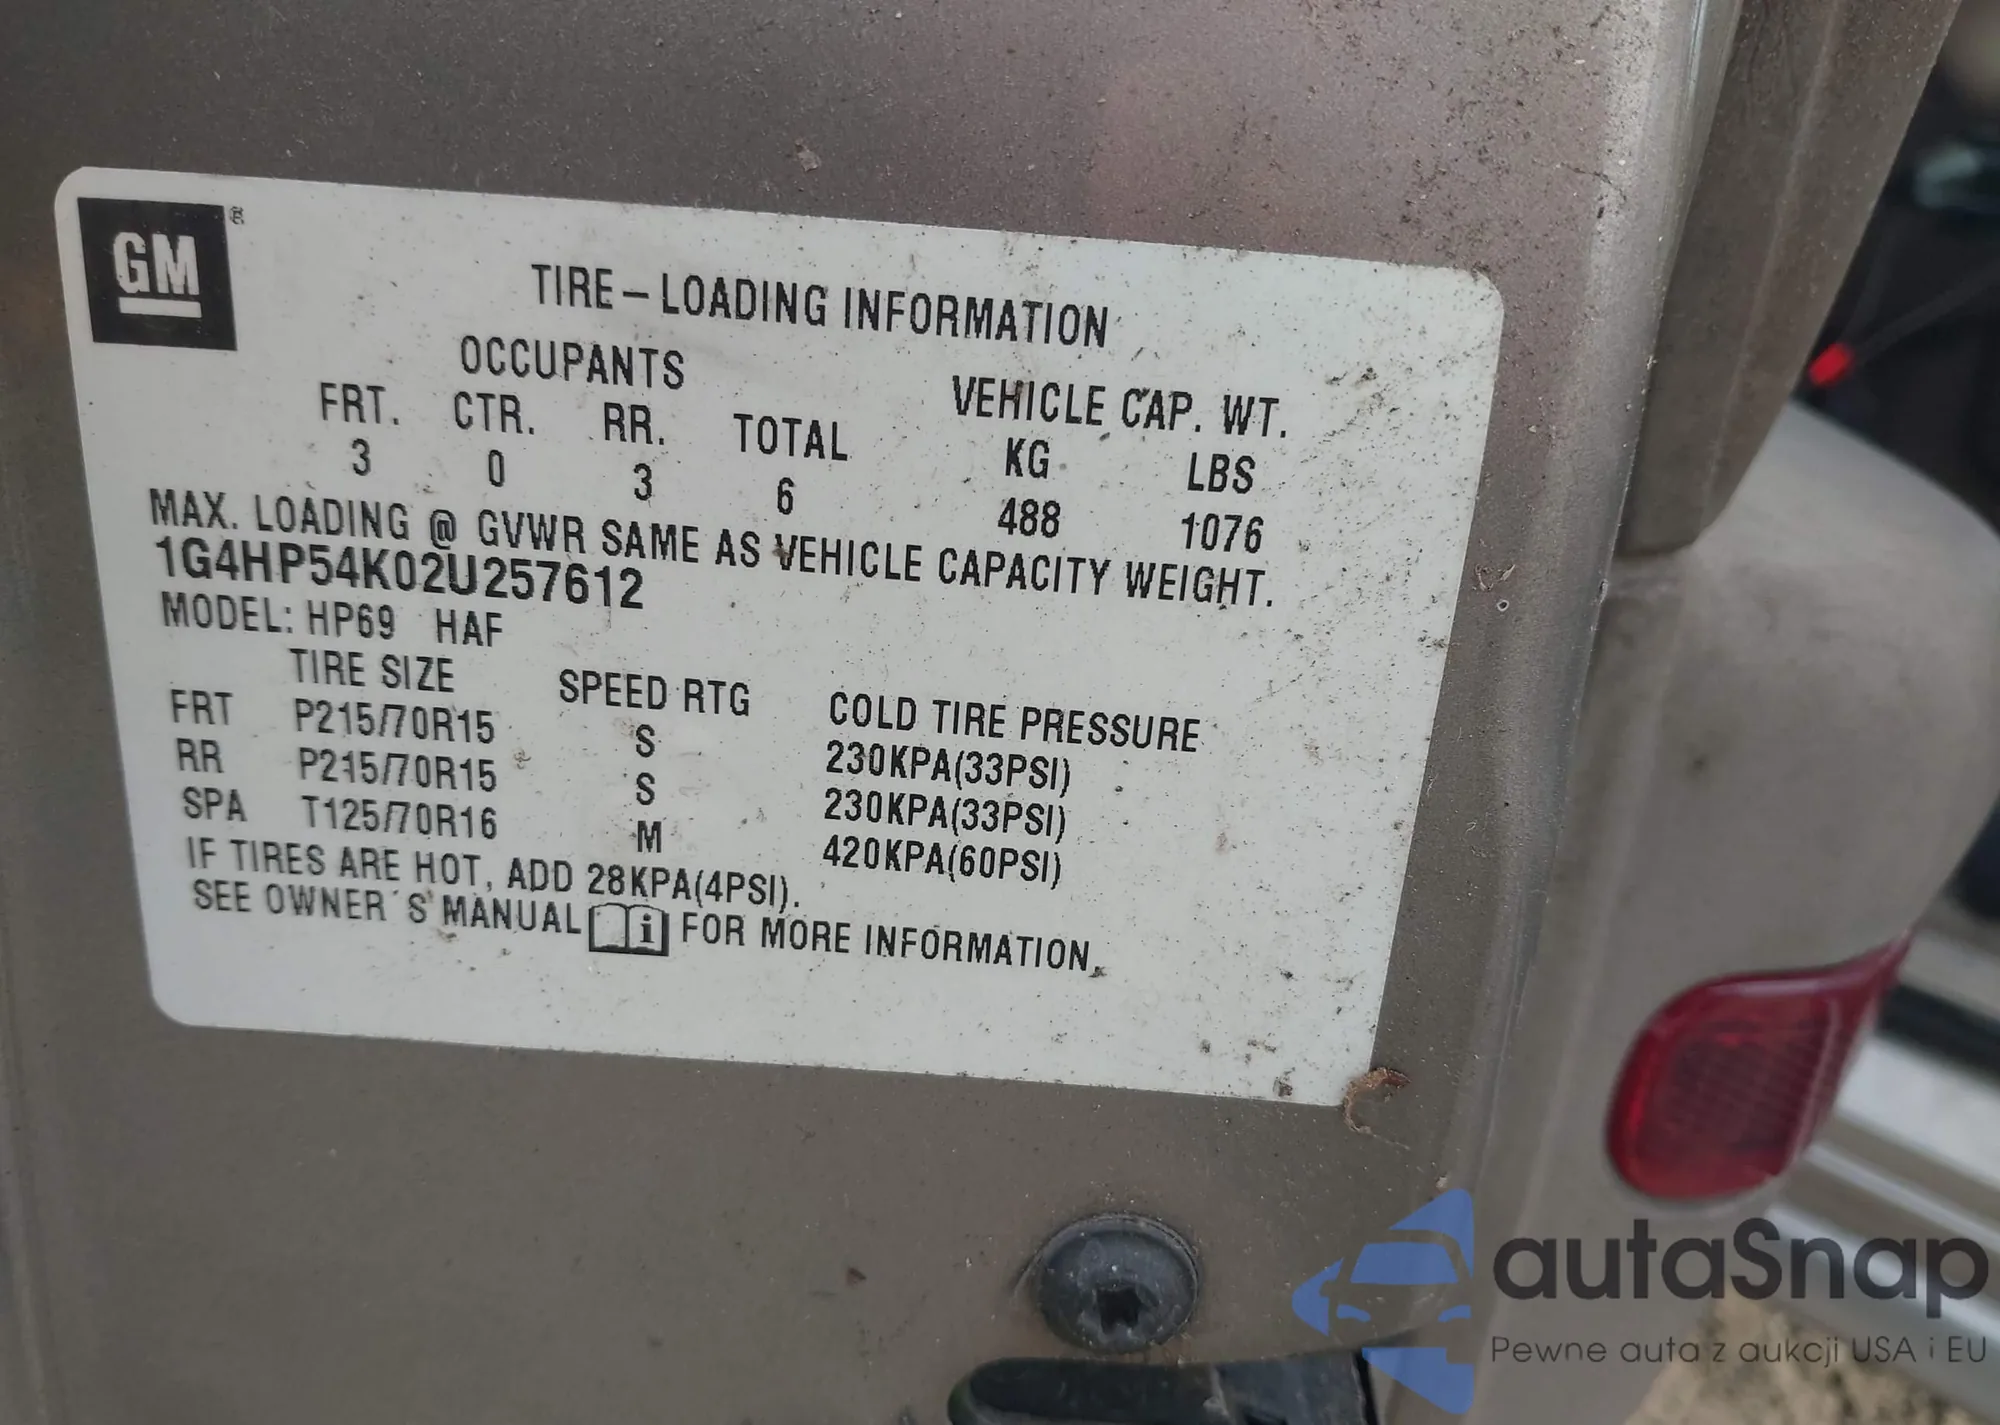 GM ®
TIRE – LOADING INFORMATION
OCCUPANTS VEHICLE CAP. WT.
FRT. CTR. RR. TOTAL KG LBS
3 0 3 6 488 1076
MAX. LOADING @ GVWR SAME AS VEHICLE CAPACITY WEIGHT.
1G4HP54K02U257612
MODEL: HP69 HAF
TIRE SIZE SPEED RTG COLD TIRE PRESSURE
FRT P215/70R15 S 230KPA(33PSI)
RR P215/70R15 S 230KPA(33PSI)
SPA T125/70R16 M 420KPA(60PSI)
IF TIRES ARE HOT, ADD 28KPA(4PSI).
SEE OWNER´S MANUAL i FOR MORE INFORMATION.
autaSnap
Pewne auta z aukcji USA i EU